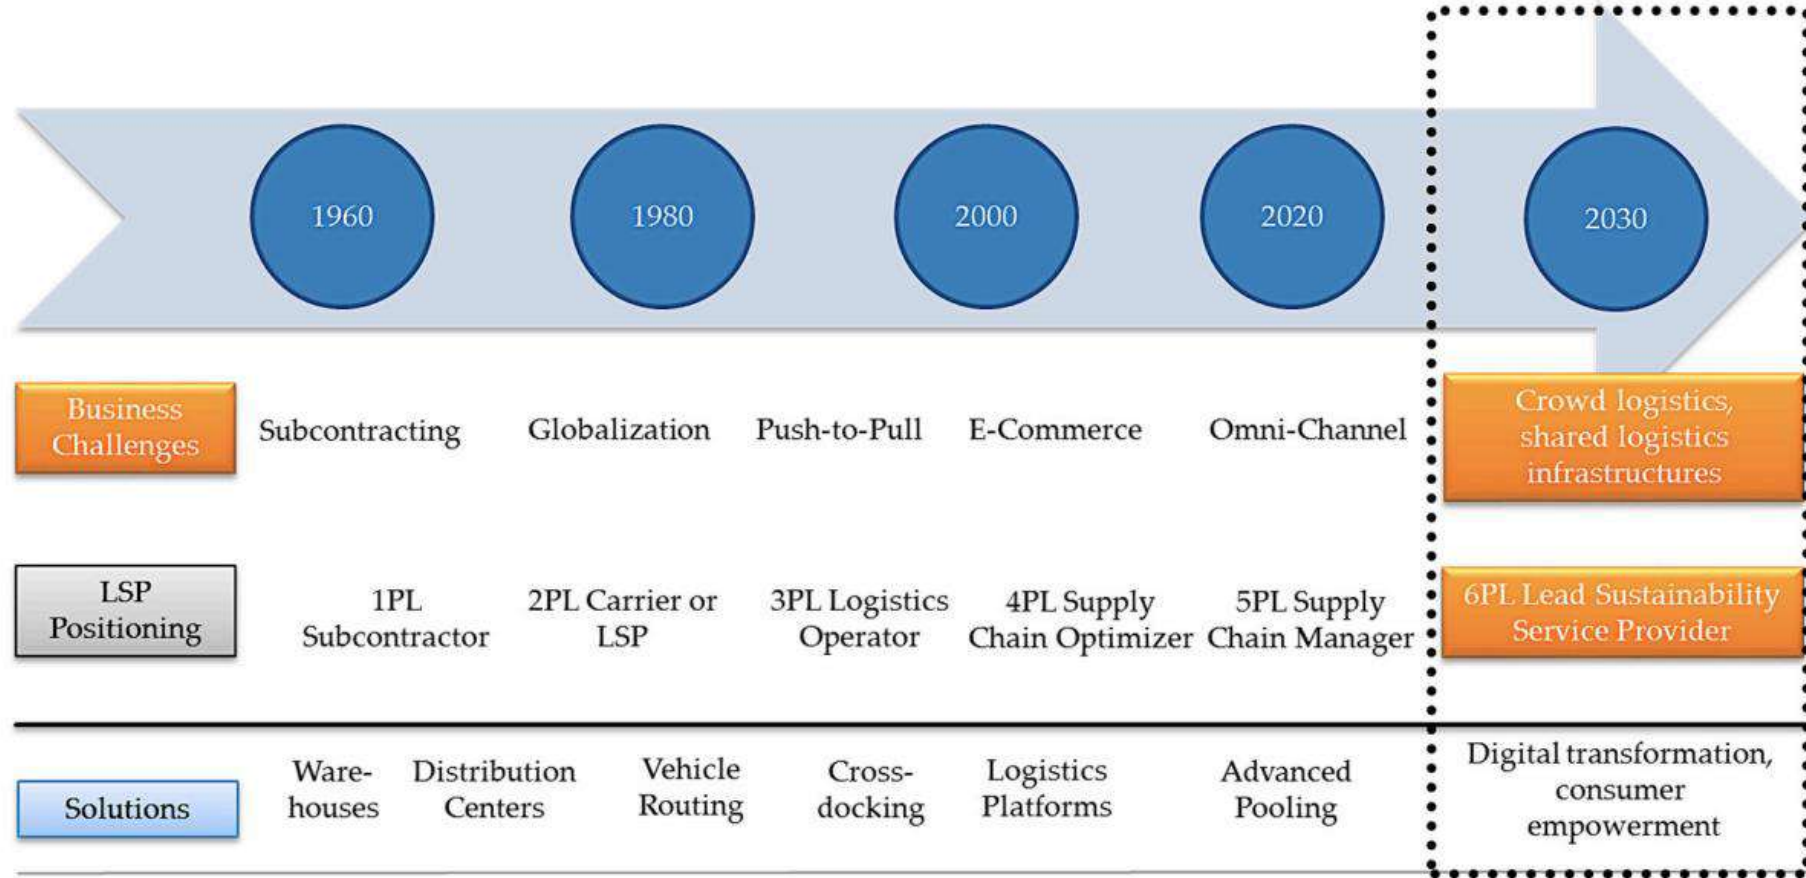 1960 1980 2000 2020 2030
Business
Challenges
Subcontracting Globalization Push-to-Pull E-Commerce Omni-Channel
Crowd logistics,
shared logistics
infrastructures
LSP
Positioning
1PL
Subcontractor
2PL Carrier or
LSP
3PL Logistics
Operator
4PL Supply
Chain Optimizer
5PL Supply
Chain Manager
6PL Lead Sustainability
Service Provider
Solutions
Ware-
houses
Distribution
Centers
Vehicle
Routing
Cross-
docking
Logistics
Platforms
Advanced
Pooling
Digital transformation,
consumer
empowerment